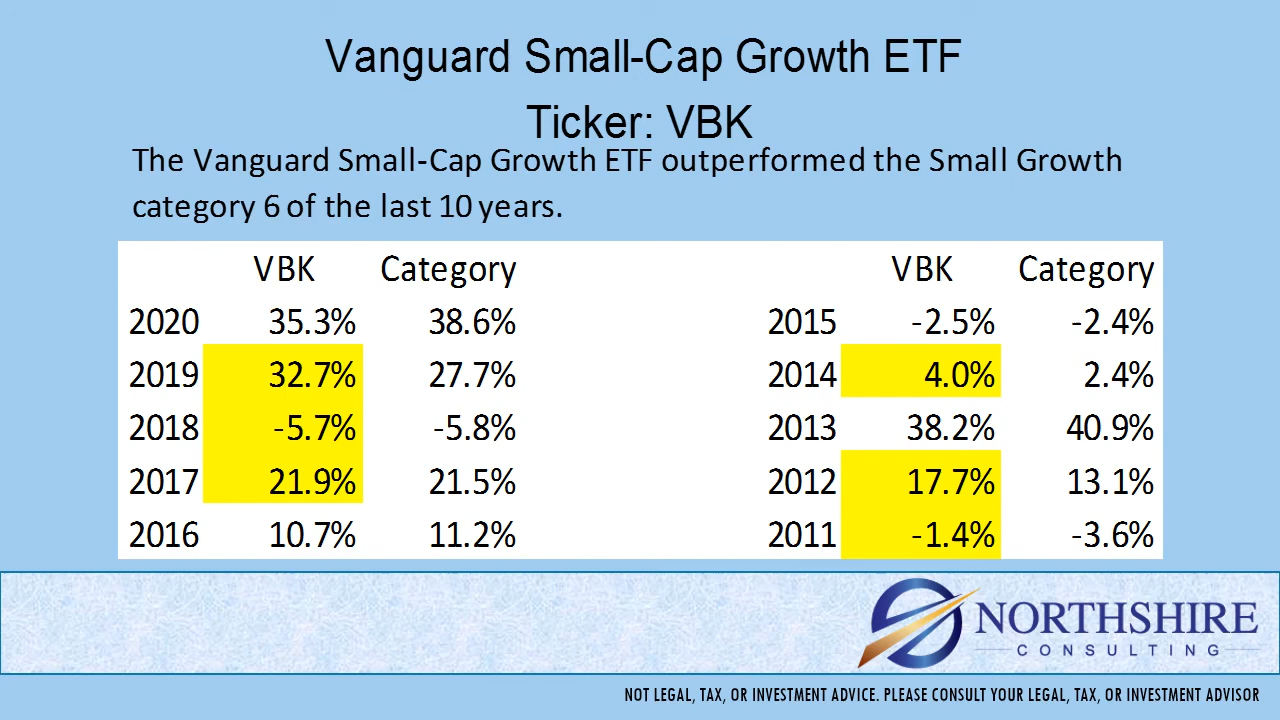 Vanguard Small-Cap Growth ETF
Ticker: VBK
The Vanguard Small-Cap Growth ETF outperformed the Small Growth
category 6 of the last 10 years.
VBK Category VBK Category
2020 35.3% 38.6% 2015 -2.5% -2.4%
2019 32.7% 27.7% 2014 4.0% 2.4%
2018 -5.7% -5.8% 2013 38.2% 40.9%
2017 21.9% 21.5% 2012 17.7% 13.1%
2016 10.7% 11.2% 2011 -1.4% -3.6%
NORTHSHIRE
CONSULTING
NOT LEGAL, TAX, OR INVESTMENT ADVICE. PLEASE CONSULT YOUR LEGAL, TAX, OR INVESTMENT ADVISOR